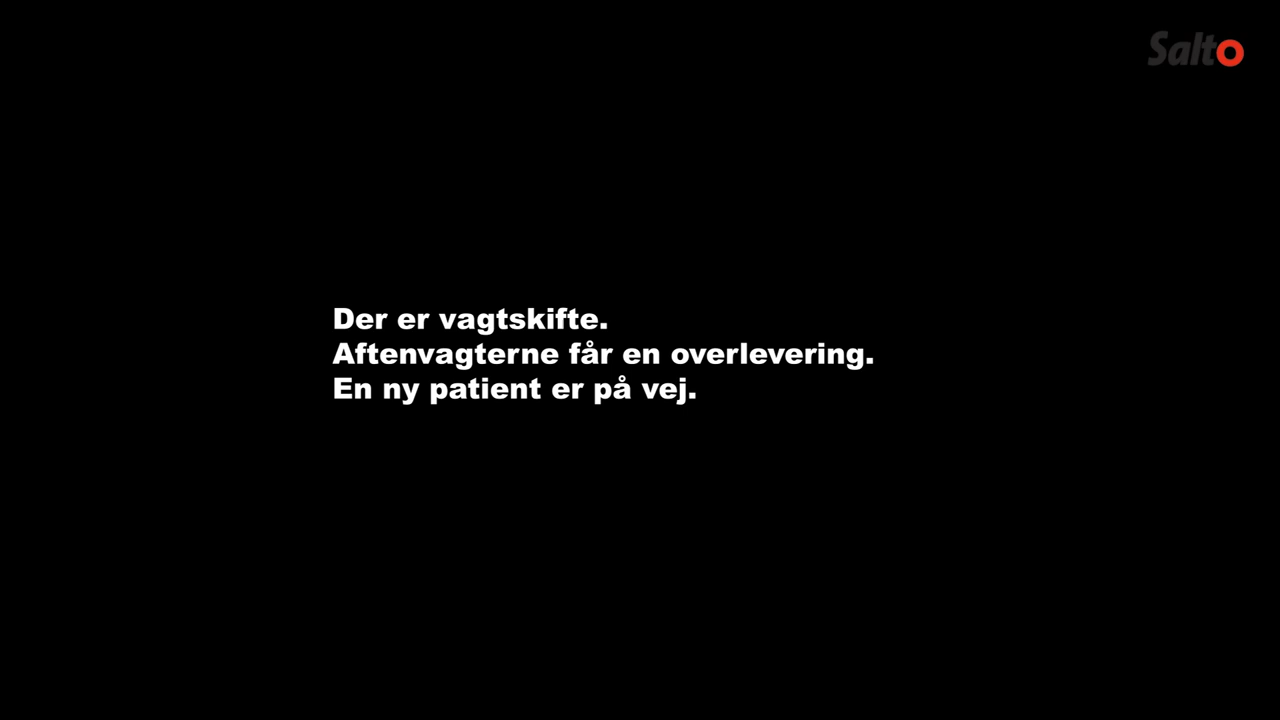 Salto
Der er vagtskifte.
Aftenvagterne får en overlevering.
En ny patient er på vej.